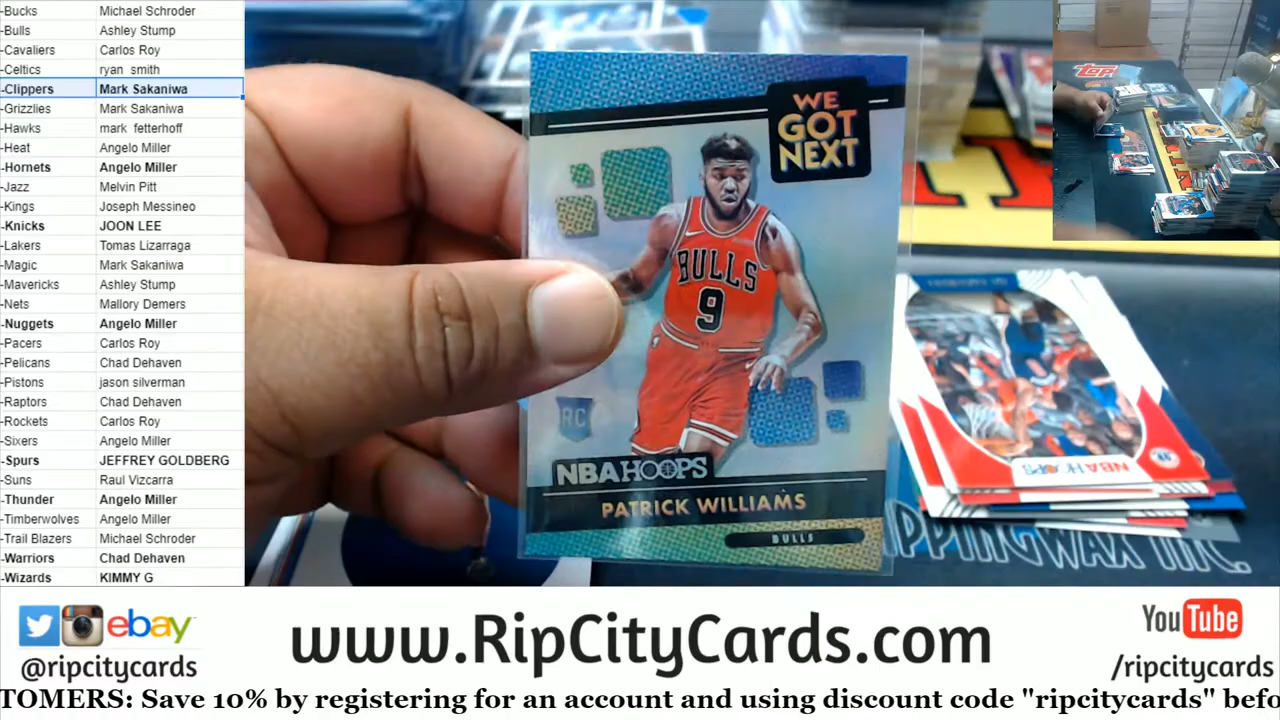 -Bucks Michael Schroder
-Bulls Ashley Stump
-Cavaliers Carlos Roy
-Celtics ryan smith
-Clippers Mark Sakaniwa
-Grizzlies Mark Sakaniwa
-Hawks mark fetterhoff
-Heat Angelo Miller
-Hornets Angelo Miller
-Jazz Melvin Pitt
-Kings Joseph Messineo
-Knicks JOON LEE
-Lakers Tomas Lizarraga
-Magic Mark Sakaniwa
-Mavericks Ashley Stump
-Nets Mallory Demers
-Nuggets Angelo Miller
-Pacers Carlos Roy
-Pelicans Chad Dehaven
-Pistons jason silverman
-Raptors Chad Dehaven
-Rockets Carlos Roy
-Sixers Angelo Miller
-Spurs JEFFREY GOLDBERG
-Suns Raul Vizcarra
-Thunder Angelo Miller
-Timberwolves Angelo Miller
-Trail Blazers Michael Schroder
-Warriors Chad Dehaven
-Wizards KIMMY G
WE
GOT
NEXT
BULLS
9
RC
NBA HOOPS
PATRICK WILLIAMS
BULLS
NBA HOOPS
PPINGWAX INC.
TOPP
ebay
@ripcitycards
www.RipCityCards.com
YouTube
/ripcitycards
TOMERS: Save 10% by registering for an account and using discount code "ripcitycards" befo